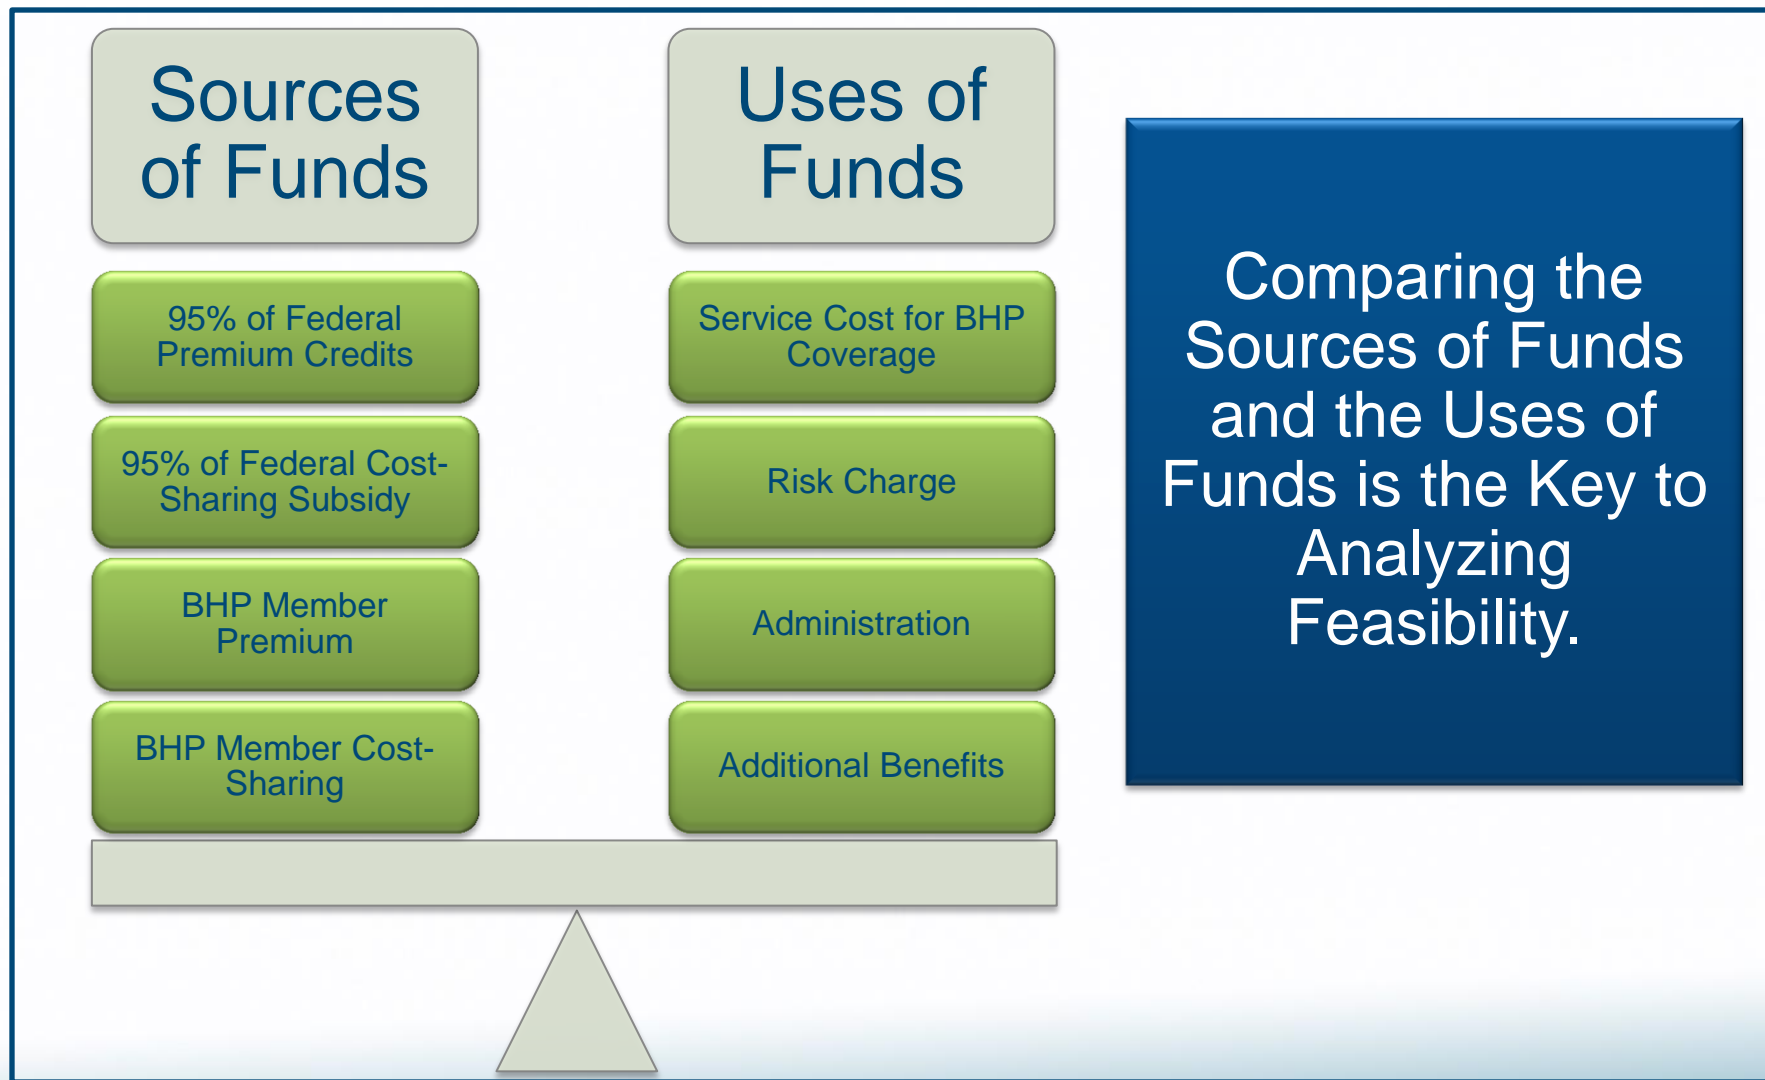 Sources
of Funds
95% of Federal
Premium Credits
95% of Federal Cost-
Sharing Subsidy
BHP Member
Premium
BHP Member Cost-
Sharing
Uses of
Funds
Service Cost for BHP
Coverage
Risk Charge
Administration
Additional Benefits
Comparing the
Sources of Funds
and the Uses of
Funds is the Key to
Analyzing
Feasibility.